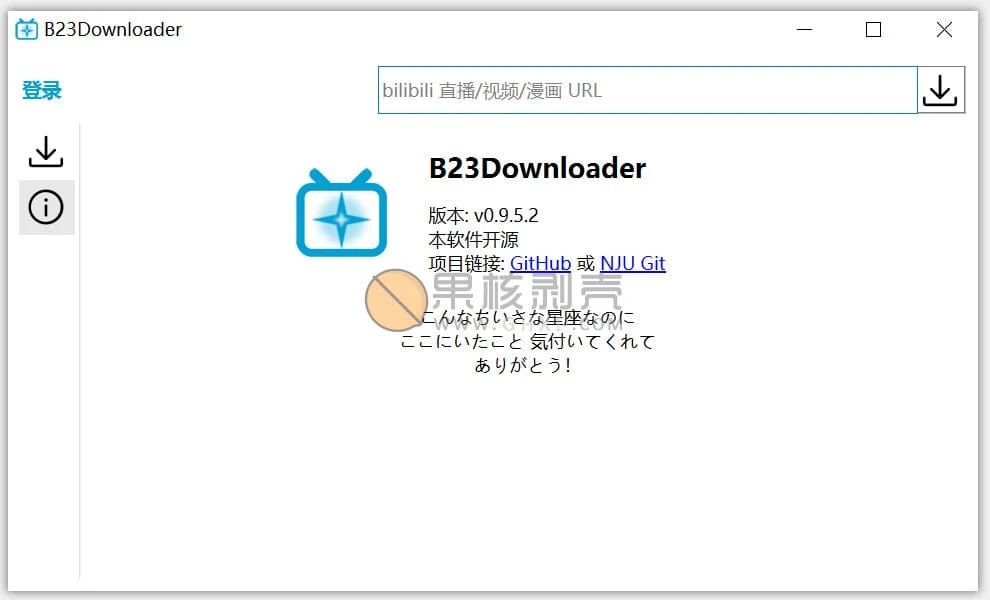 B23Downloader
登录
bilibili 直播/视频/漫画 URL
B23Downloader
版本: v0.9.5.2
本软件开源
项目链接: GitHub 或 NJU Git
果核剥壳
WWW.GHXI.COM
こんなちいさな星座なのに
ここにいたこと 気付いてくれて
ありがとう!